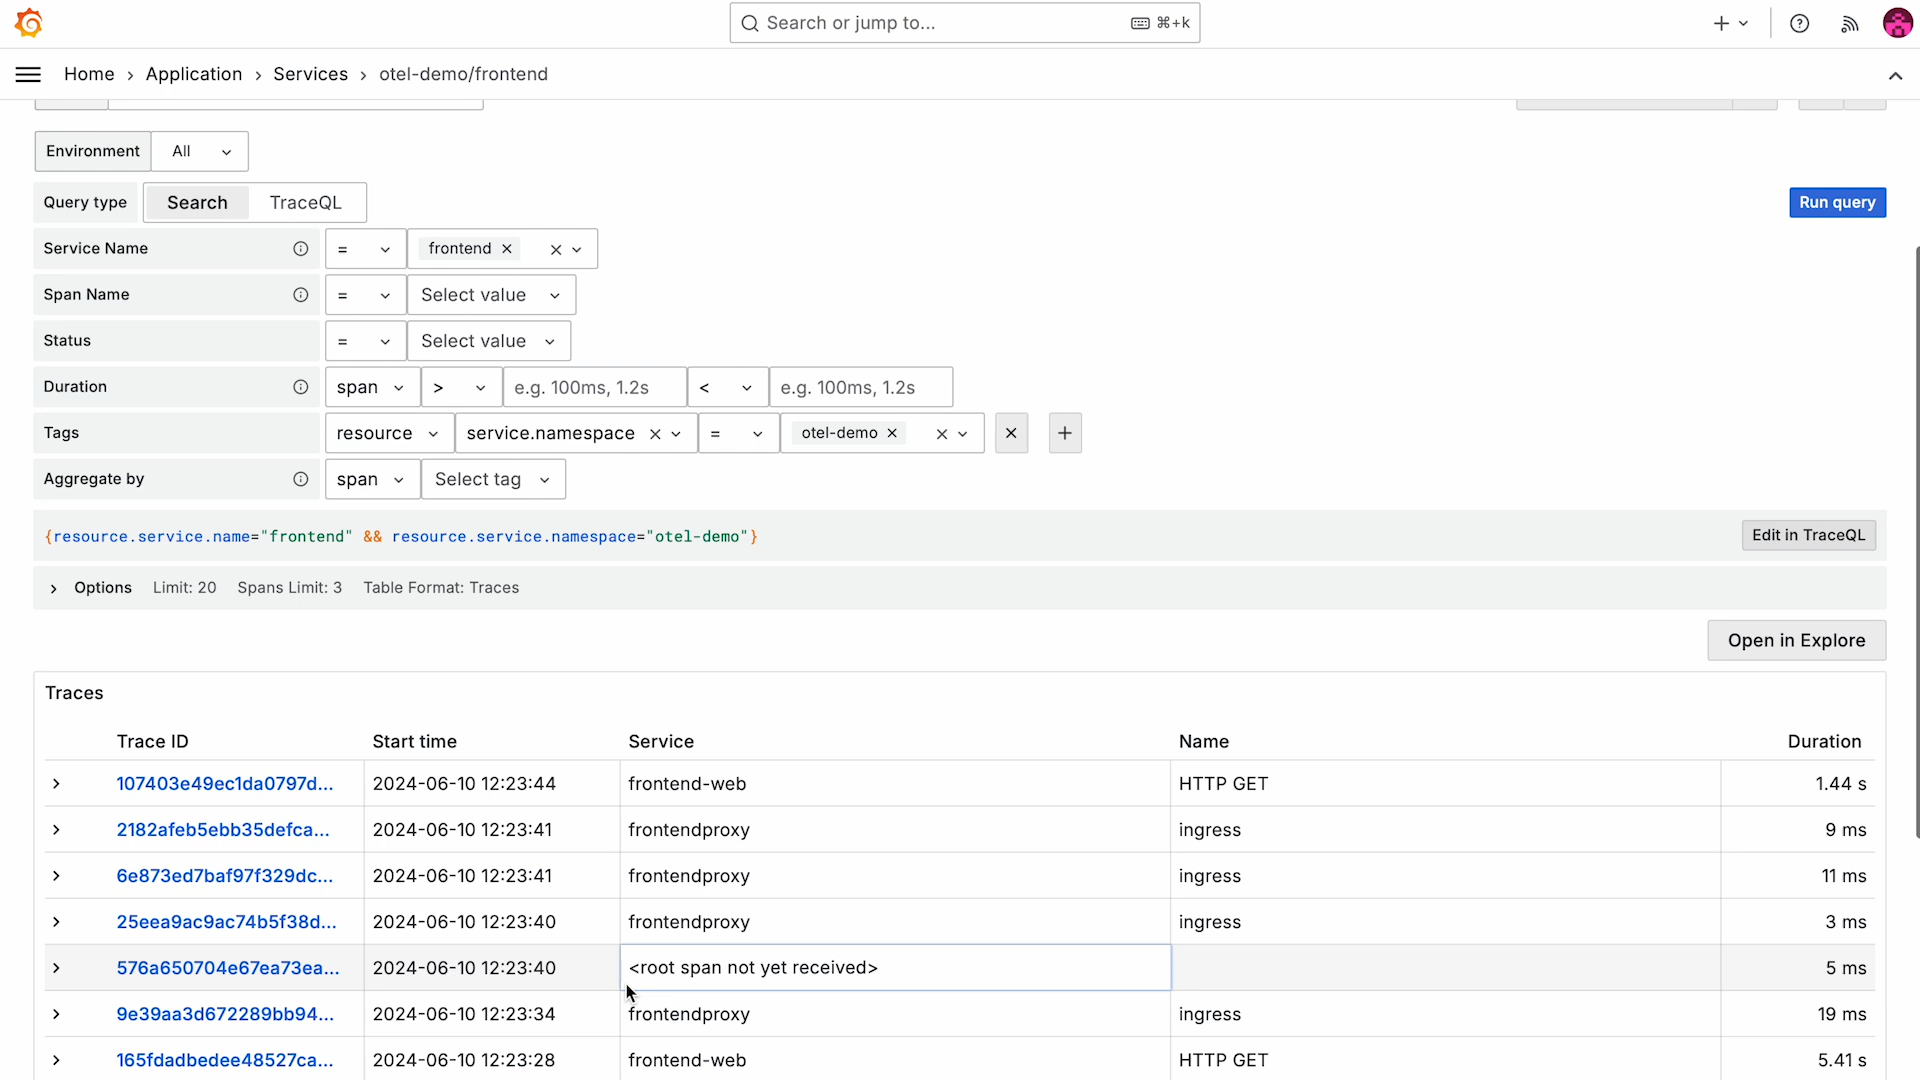 Search or jump to... ⌘+k
Home › Application › Services › otel-demo/frontend
Environment All
Query type Search TraceQL Run query
Service Name = frontend
Span Name = Select value
Status = Select value
Duration span > e.g. 100ms, 1.2s < e.g. 100ms, 1.2s
Tags resource service.namespace = otel-demo
Aggregate by span Select tag
{resource.service.name="frontend" && resource.service.namespace="otel-demo"} Edit in TraceQL
Options Limit: 20 Spans Limit: 3 Table Format: Traces
Open in Explore
Traces
Trace ID Start time Service Name Duration
107403e49ec1da0797d... 2024-06-10 12:23:44 frontend-web HTTP GET 1.44 s
2182afeb5ebb35defca... 2024-06-10 12:23:41 frontendproxy ingress 9 ms
6e873ed7baf97f329dc... 2024-06-10 12:23:41 frontendproxy ingress 11 ms
25eea9ac9ac74b5f38d... 2024-06-10 12:23:40 frontendproxy ingress 3 ms
576a650704e67ea73ea... 2024-06-10 12:23:40 <root span not yet received> 5 ms
9e39aa3d672289bb94... 2024-06-10 12:23:34 frontendproxy ingress 19 ms
165fdadbedee48527ca... 2024-06-10 12:23:28 frontend-web HTTP GET 5.41 s